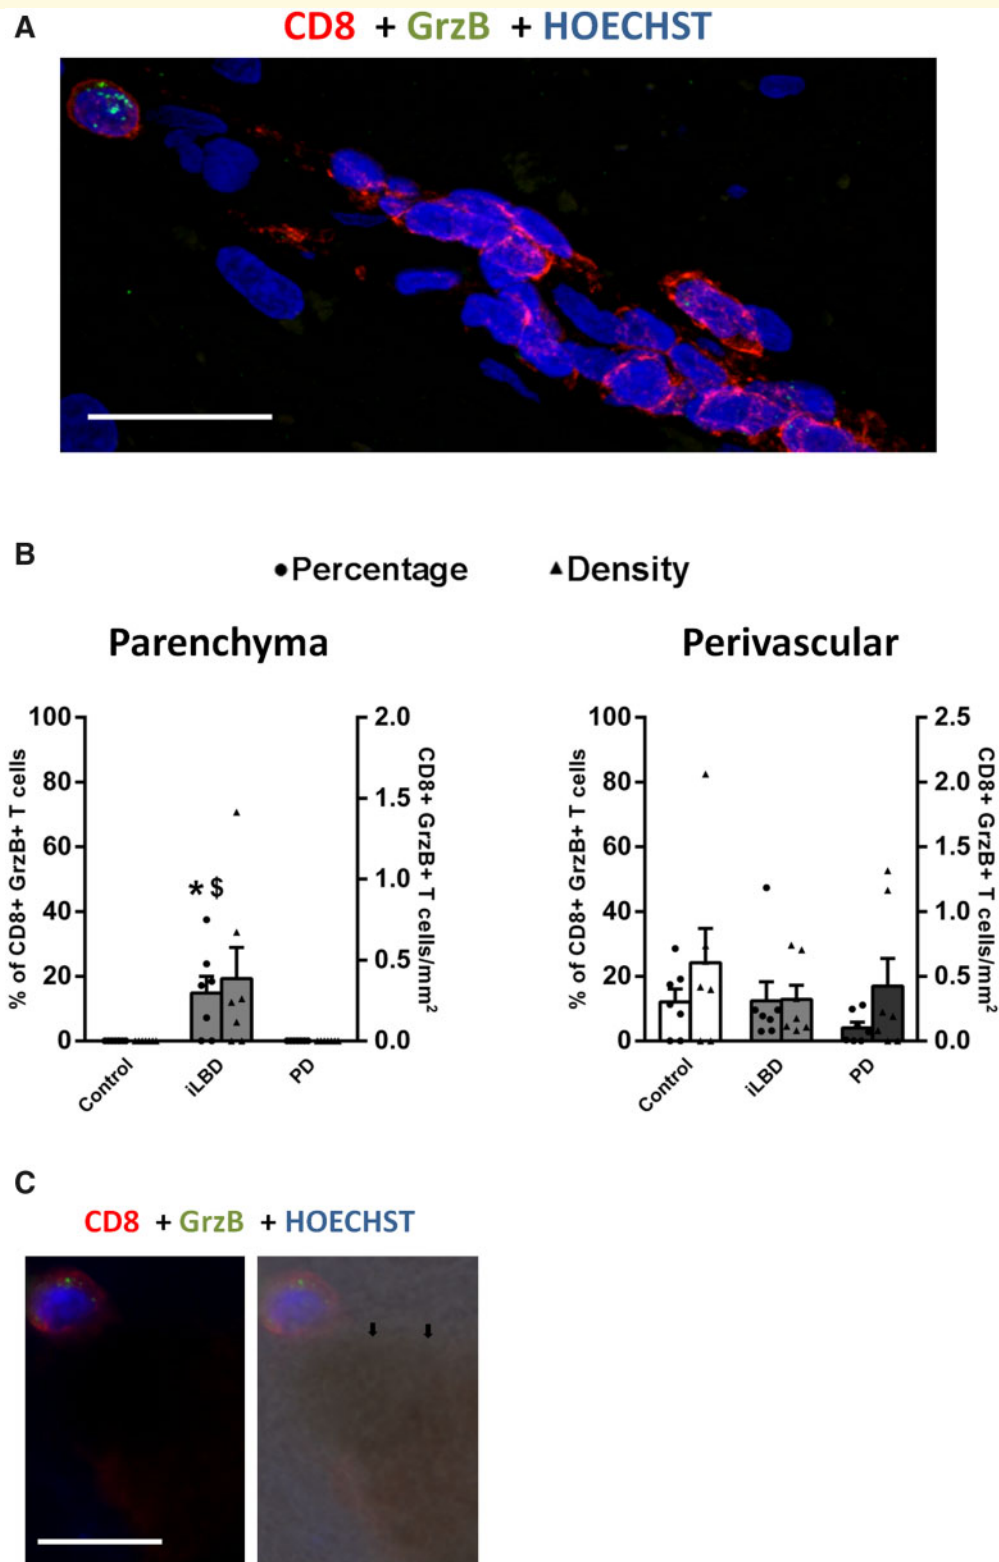 A
CD8 + GrzB + HOECHST
B
●Percentage ▲Density
Parenchyma
% of CD8+ GrzB+ T cells
100
80
60
40
20
0
* $
Control
iLBD
PD
2.0
1.5
1.0
0.5
0.0
CD8+ GrzB+ T cells/mm²
Perivascular
% of CD8+ GrzB+ T cells
100
80
60
40
20
0
Control
iLBD
PD
2.5
2.0
1.5
1.0
0.5
0.0
CD8+ GrzB+ T cells/mm²
C
CD8 + GrzB + HOECHST